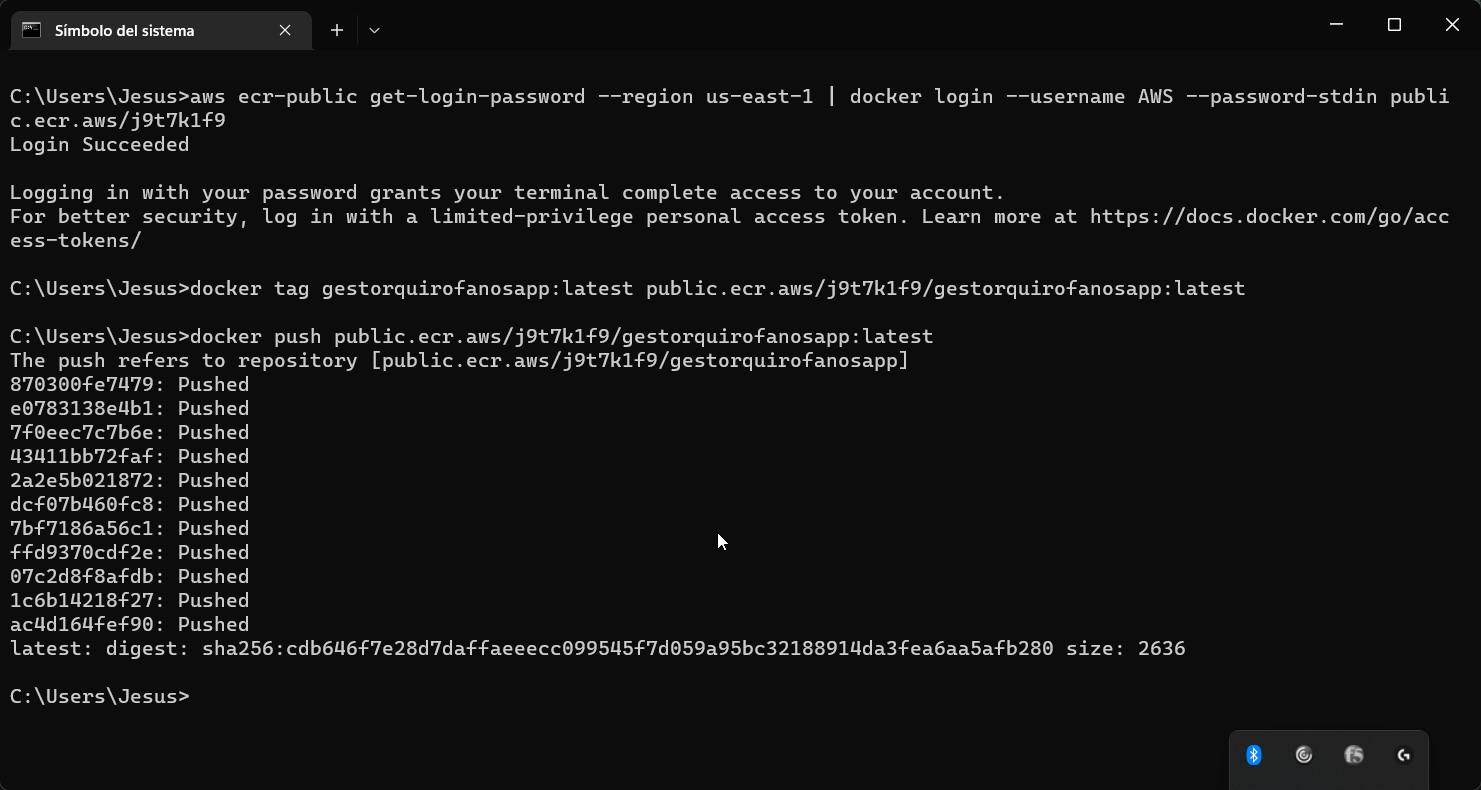 Símbolo del sistema
C:\Users\Jesus>aws ecr-public get-login-password --region us-east-1 | docker login --username AWS --password-stdin publi
c.ecr.aws/j9t7k1f9
Login Succeeded
Logging in with your password grants your terminal complete access to your account.
For better security, log in with a limited-privilege personal access token. Learn more at https://docs.docker.com/go/acc
ess-tokens/
C:\Users\Jesus>docker tag gestorquirofanosapp:latest public.ecr.aws/j9t7k1f9/gestorquirofanosapp:latest
C:\Users\Jesus>docker push public.ecr.aws/j9t7k1f9/gestorquirofanosapp:latest
The push refers to repository [public.ecr.aws/j9t7k1f9/gestorquirofanosapp]
870300fe7479: Pushed
e0783138e4b1: Pushed
7f0eec7c7b6e: Pushed
43411bb72faf: Pushed
2a2e5b021872: Pushed
dcf07b460fc8: Pushed
7bf7186a56c1: Pushed
ffd9370cdf2e: Pushed
07c2d8f8afdb: Pushed
1c6b14218f27: Pushed
ac4d164fef90: Pushed
latest: digest: sha256:cdb646f7e28d7daffaeeecc099545f7d059a95bc32188914da3fea6aa5afb280 size: 2636
C:\Users\Jesus>